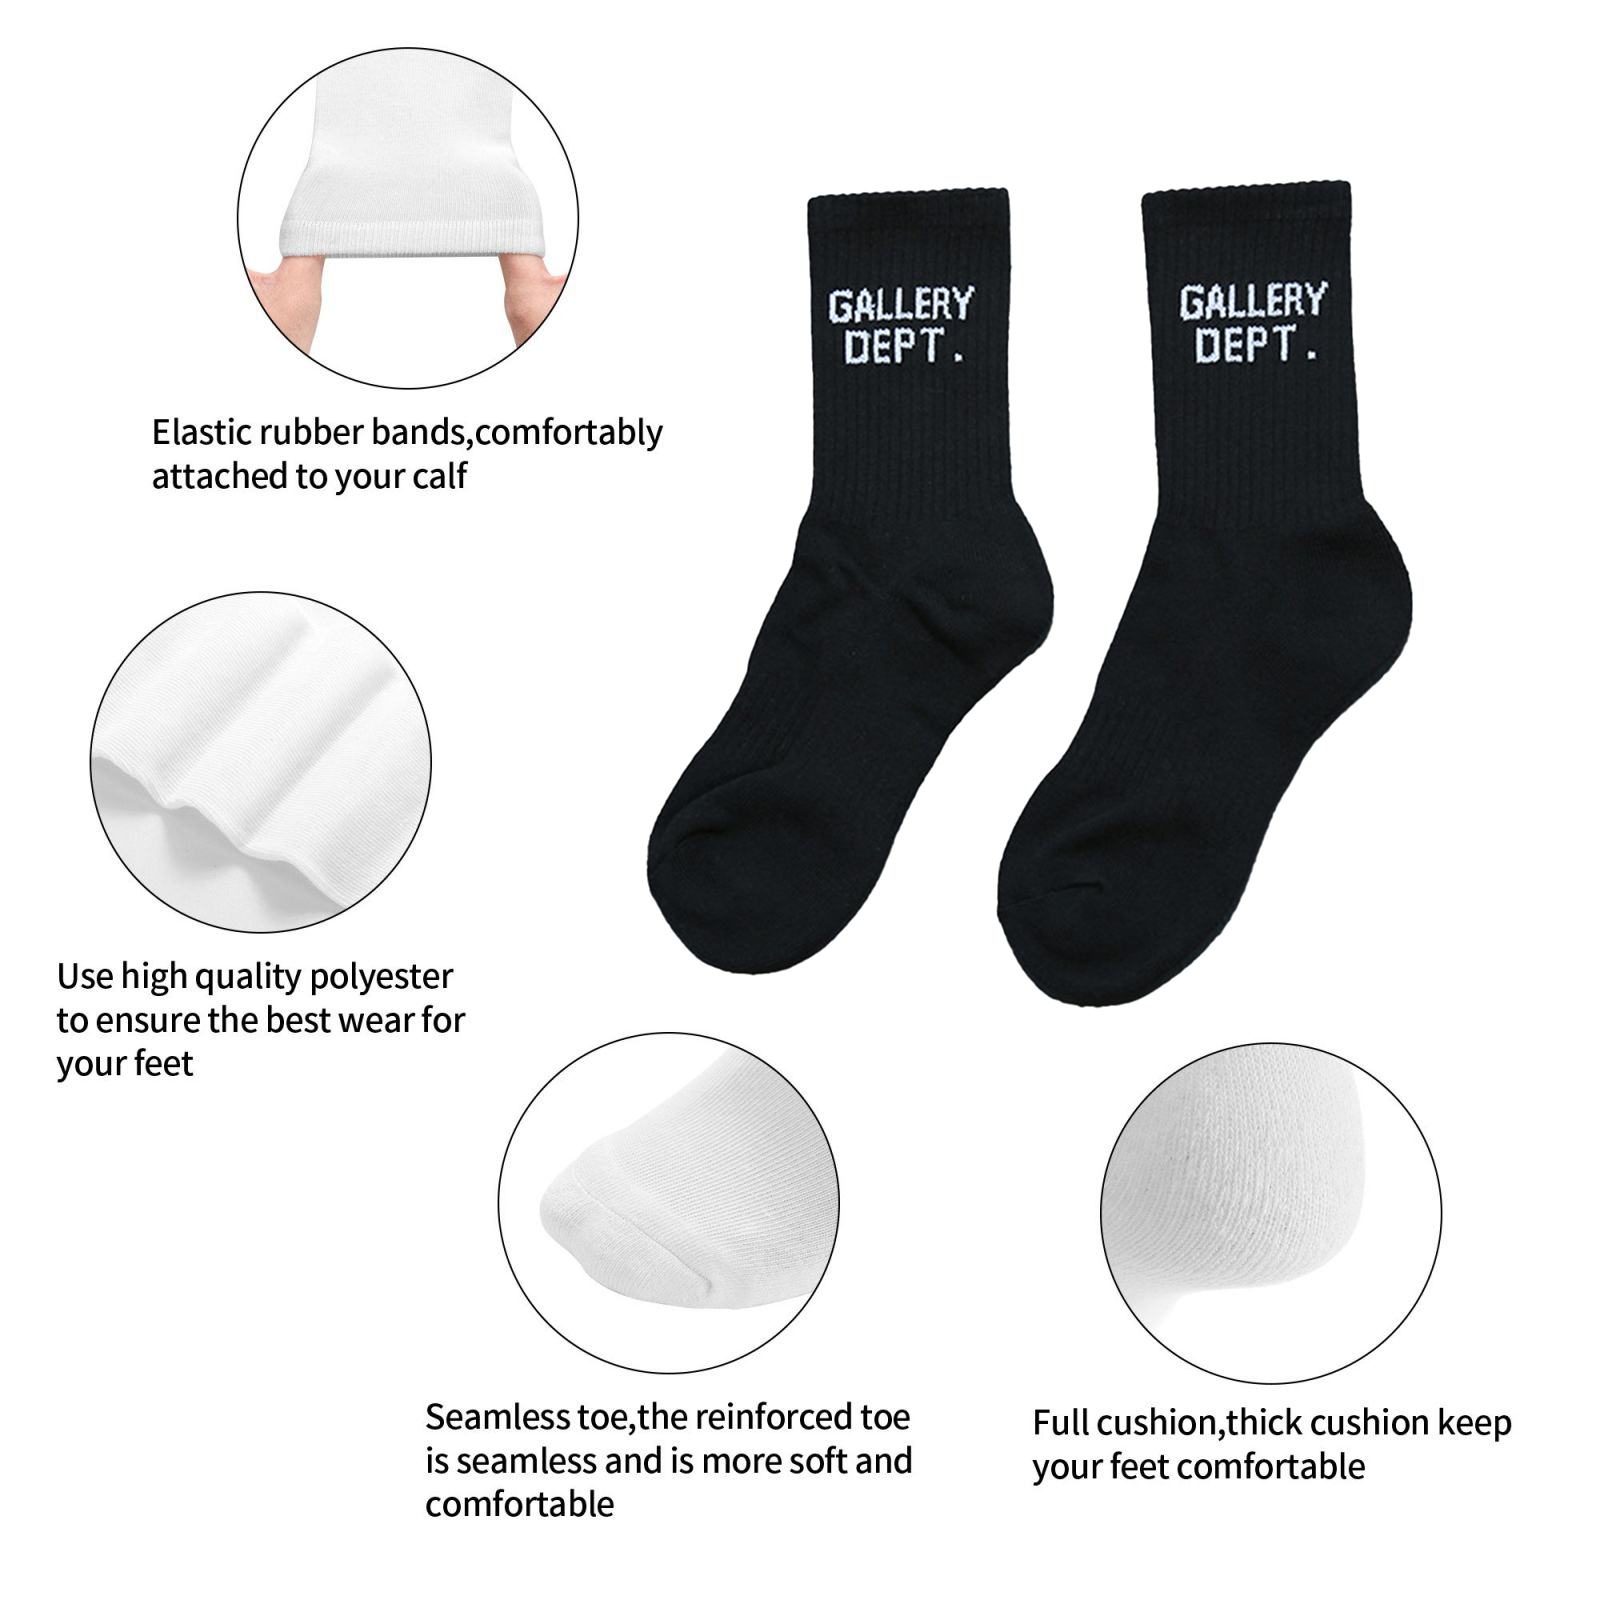 GALLERY
DEPT.
GALLERY
DEPT.
Elastic rubber bands,comfortably
attached to your calf
Use high quality polyester
to ensure the best wear for
your feet
Seamless toe,the reinforced toe
is seamless and is more soft and
comfortable
Full cushion,thick cushion keep
your feet comfortable